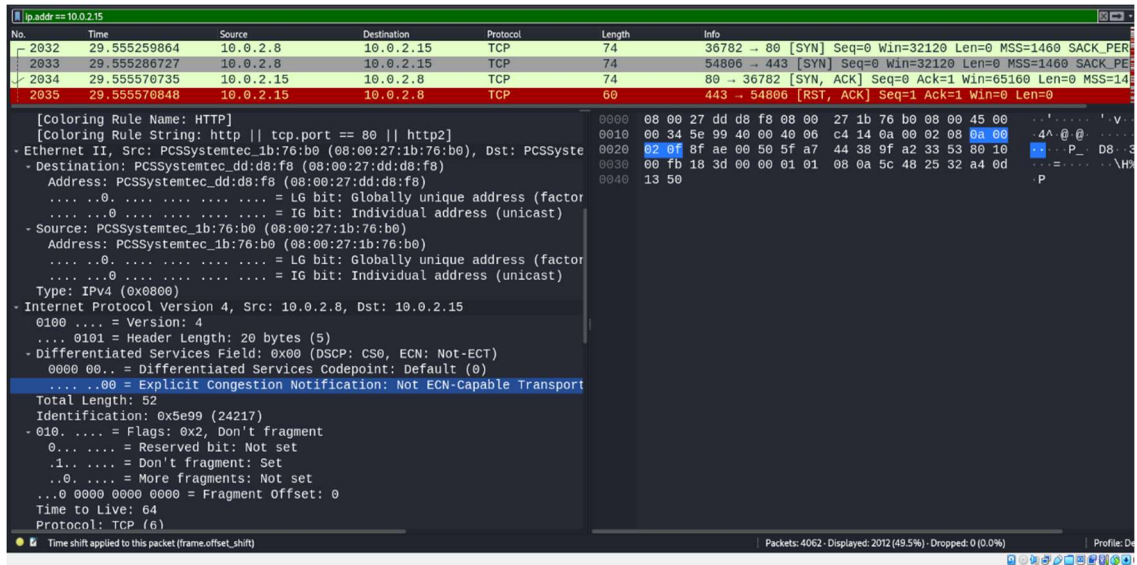 ip.addr == 10.0.2.15
No. Time Source Destination Protocol Length Info
2032 29.555259864 10.0.2.8 10.0.2.15 TCP 74 36782 → 80 [SYN] Seq=0 Win=32120 Len=0 MSS=1460 SACK_PER
2033 29.555286727 10.0.2.8 10.0.2.15 TCP 74 54806 → 443 [SYN] Seq=0 Win=32120 Len=0 MSS=1460 SACK_PE
2034 29.555570735 10.0.2.15 10.0.2.8 TCP 74 80 → 36782 [SYN, ACK] Seq=0 Ack=1 Win=65160 Len=0 MSS=14
2035 29.555570848 10.0.2.15 10.0.2.8 TCP 60 443 → 54806 [RST, ACK] Seq=1 Ack=1 Win=0 Len=0
[Coloring Rule Name: HTTP]
[Coloring Rule String: http || tcp.port == 80 || http2]
Ethernet II, Src: PCSSystemtec_1b:76:b0 (08:00:27:1b:76:b0), Dst: PCSSyste
Destination: PCSSystemtec_dd:d8:f8 (08:00:27:dd:d8:f8)
Address: PCSSystemtec_dd:d8:f8 (08:00:27:dd:d8:f8)
.... ..0. .... .... .... .... = LG bit: Globally unique address (factor
.... ...0 .... .... .... .... = IG bit: Individual address (unicast)
Source: PCSSystemtec_1b:76:b0 (08:00:27:1b:76:b0)
Address: PCSSystemtec_1b:76:b0 (08:00:27:1b:76:b0)
.... ..0. .... .... .... .... = LG bit: Globally unique address (factor
.... ...0 .... .... .... .... = IG bit: Individual address (unicast)
Type: IPv4 (0x0800)
Internet Protocol Version 4, Src: 10.0.2.8, Dst: 10.0.2.15
0100 .... = Version: 4
.... 0101 = Header Length: 20 bytes (5)
Differentiated Services Field: 0x00 (DSCP: CS0, ECN: Not-ECT)
0000 00.. = Differentiated Services Codepoint: Default (0)
.... ..00 = Explicit Congestion Notification: Not ECN-Capable Transport
Total Length: 52
Identification: 0x5e99 (24217)
010. .... = Flags: 0x2, Don't fragment
0... .... = Reserved bit: Not set
.1.. .... = Don't fragment: Set
..0. .... = More fragments: Not set
...0 0000 0000 0000 = Fragment Offset: 0
Time to Live: 64
Protocol: TCP (6)
0000 08 00 27 dd d8 f8 08 00 27 1b 76 b0 08 00 45 00 ··'····· '·v···
0010 00 34 5e 99 40 00 40 06 c4 14 0a 00 02 08 0a 00 ·4^·@·@· ·····
0020 02 0f 8f ae 00 50 5f a7 44 38 9f a2 33 53 80 10 ·····P_· D8··3
0030 00 fb 18 3d 00 00 01 01 08 0a 5c 48 25 32 a4 0d ···=···· ··\H%
0040 13 50 ·P
Time shift applied to this packet (frame.offset_shift)
Packets: 4062 · Displayed: 2012 (49.5%) · Dropped: 0 (0.0%)
Profile: De